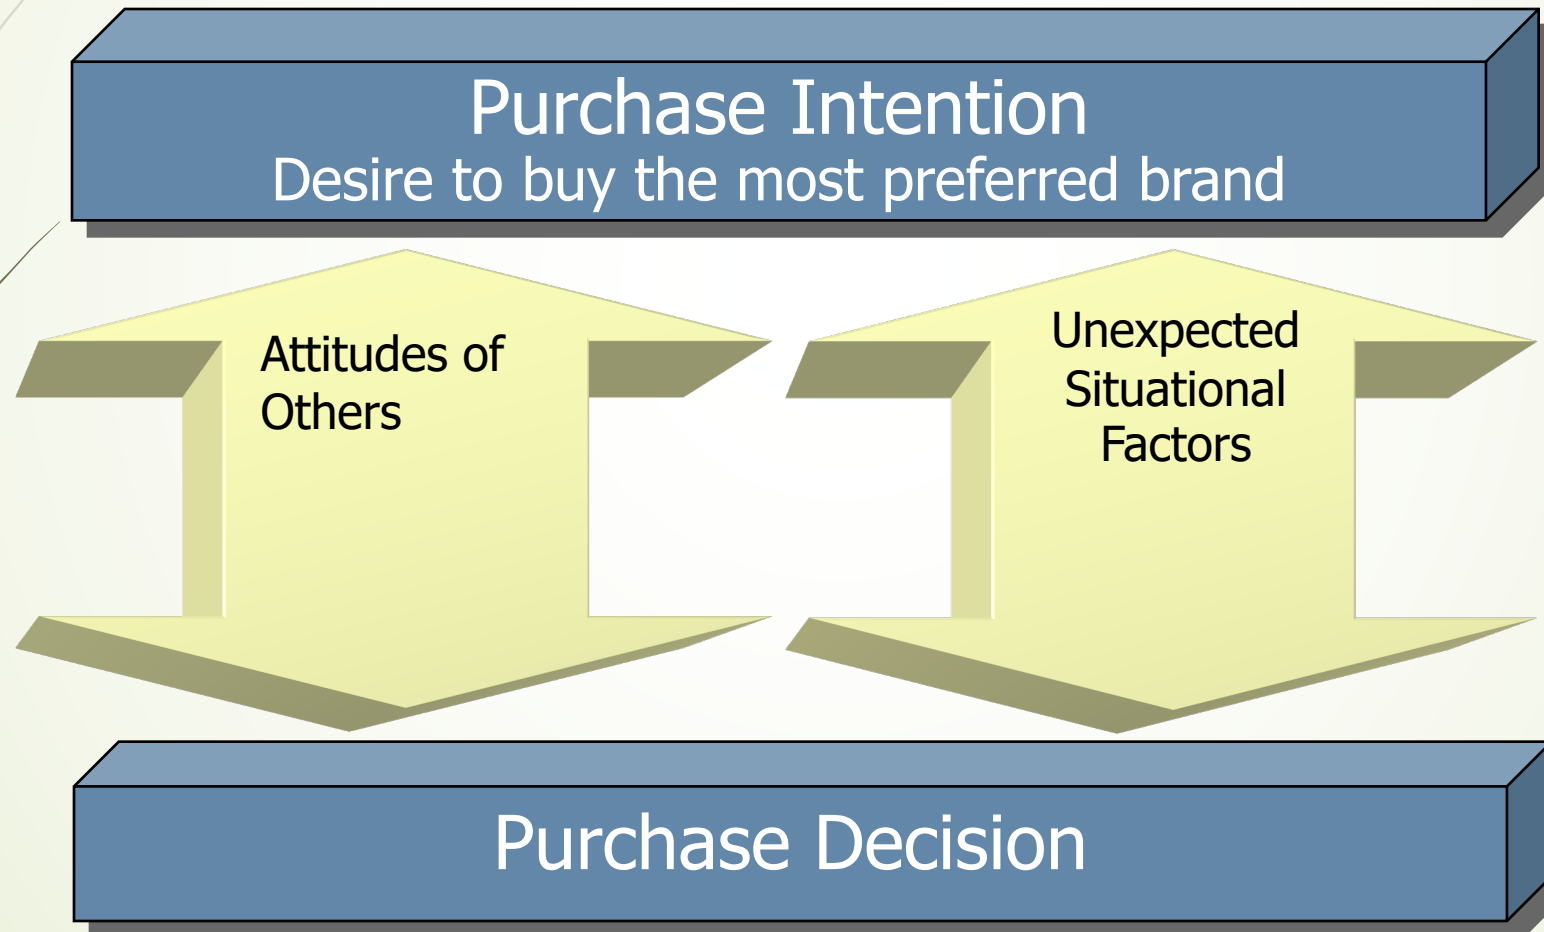 Purchase Intention
Desire to buy the most preferred brand
Attitudes of
Others
Unexpected
Situational
Factors
Purchase Decision